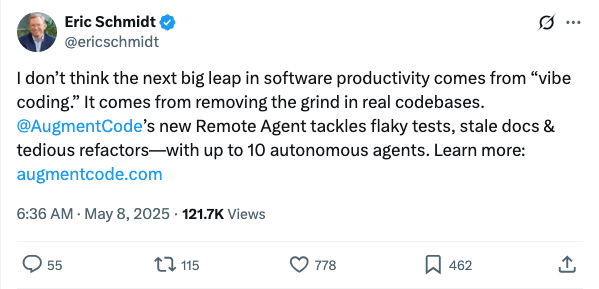 Eric Schmidt
@ericschmidt
I don’t think the next big leap in software productivity comes from “vibe
coding.” It comes from removing the grind in real codebases.
@AugmentCode’s new Remote Agent tackles flaky tests, stale docs &
tedious refactors—with up to 10 autonomous agents. Learn more:
augmentcode.com
6:36 AM · May 8, 2025 · 121.7K Views
55 115 778 462